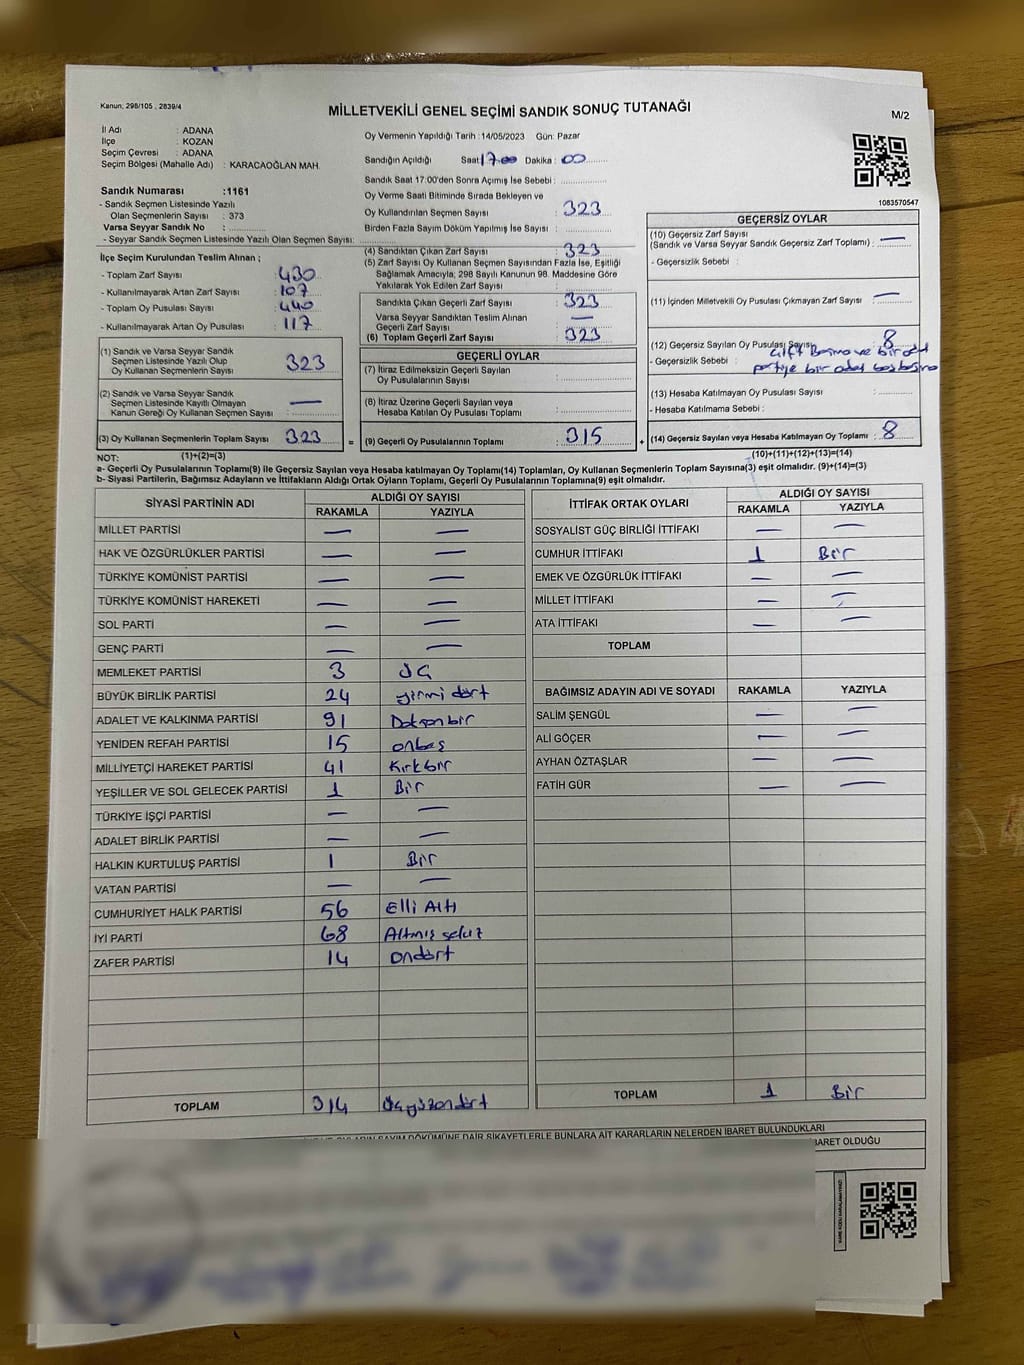 Kanun; 298/105 , 2839/4
MİLLETVEKİLİ GENEL SEÇİMİ SANDIK SONUÇ TUTANAĞI
M/2
İl Adı : ADANA
İlçe : KOZAN
Seçim Çevresi : ADANA
Seçim Bölgesi (Mahalle Adı) : KARACAOĞLAN MAH.
Sandık Numarası :1161
- Sandık Seçmen Listesinde Yazılı
Olan Seçmenlerin Sayısı : 373
Varsa Seyyar Sandık No :
- Seyyar Sandık Seçmen Listesinde Yazılı Olan Seçmen Sayısı:
İlçe Seçim Kurulundan Teslim Alınan ;
- Toplam Zarf Sayısı : 430
- Kullanılmayarak Artan Zarf Sayısı : 107
- Toplam Oy Pusulası Sayısı : 440
- Kullanılmayarak Artan Oy Pusulası : 117
(1) Sandık ve Varsa Seyyar Sandık
Seçmen Listesinde Yazılı Olup
Oy Kullanan Seçmenlerin Sayısı : 323
(2) Sandık ve Varsa Seyyar Sandık
Seçmen Listesinde Kayıtlı Olmayan
Kanun Gereği Oy Kullanan Seçmen Sayısı : —
(3) Oy Kullanan Seçmenlerin Toplam Sayısı : 323
Oy Vermenin Yapıldığı Tarih :14/05/2023 Gün: Pazar
Sandığın Açıldığı Saat 17.00 Dakika : 00
Sandık Saat 17:00'den Sonra Açımış İse Sebebi :
Oy Verme Saati Bitiminde Sırada Bekleyen ve
Oy Kullandırılan Seçmen Sayısı : 323
Birden Fazla Sayım Döküm Yapılmış İse Sayısı :
(4) Sandıktan Çıkan Zarf Sayısı : 323
(5) Zarf Sayısı Oy Kullanan Seçmen Sayısından Fazla İse, Eşitliği
Sağlamak Amacıyla; 298 Sayılı Kanunun 98. Maddesine Göre
Yakılarak Yok Edilen Zarf Sayısı :
Sandıkta Çıkan Geçerli Zarf Sayısı : 323
Varsa Seyyar Sandıktan Teslim Alınan
Geçerli Zarf Sayısı : —
(6) Toplam Geçerli Zarf Sayısı : 323
GEÇERLİ OYLAR
(7) İtiraz Edilmeksizin Geçerli Sayılan
Oy Pusulalarının Sayısı :
(8) İtiraz Üzerine Geçerli Sayılan veya
Hesaba Katılan Oy Pusulası Toplamı :
= (9) Geçerli Oy Pusulalarının Toplamı : 315 +
1083570547
GEÇERSİZ OYLAR
(10) Geçersiz Zarf Sayısı
(Sandık ve Varsa Seyyar Sandık Geçersiz Zarf Toplamı) : —
- Geçersizlik Sebebi :
(11) İçinden Milletvekili Oy Pusulası Çıkmayan Zarf Sayısı : —
(12) Geçersiz Sayılan Oy Pusulası Sayısı : 8
- Geçersizlik Sebebi : Çift Basma ve bir
partiye bir aday
(13) Hesaba Katılmayan Oy Pusulası Sayısı :
- Hesaba Katılmama Sebebi :
(14) Geçersiz Sayılan veya Hesaba Katılmayan Oy Toplamı : 8
NOT: (1)+(2)=(3) (10)+(11)+(12)+(13)=(14)
a- Geçerli Oy Pusulalarının Toplamı(9) İle Geçersiz Sayılan veya Hesaba katılmayan Oy Toplamı(14) Toplamları, Oy Kullanan Seçmenlerin Toplam Sayısına(3) eşit olmalıdır. (9)+(14)=(3)
b- Siyasi Partilerin, Bağımsız Adayların ve İttifakların Aldığı Ortak Oyların Toplamı, Geçerli Oy Pusulalarının Toplamına(9) eşit olmalıdır.
SİYASİ PARTİNİN ADI ALDIĞI OY SAYISI
RAKAMLA YAZIYLA
MİLLET PARTİSİ — —
HAK VE ÖZGÜRLÜKLER PARTİSİ — —
TÜRKİYE KOMÜNİST PARTİSİ — —
TÜRKİYE KOMÜNİST HAREKETİ — —
SOL PARTİ — —
GENÇ PARTİ — —
MEMLEKET PARTİSİ 3 Üç
BÜYÜK BİRLİK PARTİSİ 24 yirmi dört
ADALET VE KALKINMA PARTİSİ 91 Doksanbir
YENİDEN REFAH PARTİSİ 15 onbeş
MİLLİYETÇİ HAREKET PARTİSİ 41 Kırkbir
YEŞİLLER VE SOL GELECEK PARTİSİ 1 Bir
TÜRKİYE İŞÇİ PARTİSİ — —
ADALET BİRLİK PARTİSİ — —
HALKIN KURTULUŞ PARTİSİ 1 Bir
VATAN PARTİSİ — —
CUMHURİYET HALK PARTİSİ 56 Elli Altı
İYİ PARTİ 68 Altmış sekiz
ZAFER PARTİSİ 14 ondört
TOPLAM 314 Üçyüzondört
İTTİFAK ORTAK OYLARI ALDIĞI OY SAYISI
RAKAMLA YAZIYLA
SOSYALİST GÜÇ BİRLİĞİ İTTİFAKI — —
CUMHUR İTTİFAKI 1 Bir
EMEK VE ÖZGÜRLÜK İTTİFAKI — —
MİLLET İTTİFAKI — —
ATA İTTİFAKI — —
TOPLAM
BAĞIMSIZ ADAYIN ADI VE SOYADI RAKAMLA YAZIYLA
SALİM ŞENGÜL — —
ALİ GÖÇER — —
AYHAN ÖZTAŞLAR — —
FATİH GÜR — —
TOPLAM 1 Bir
SAYIM DÖKÜMÜNE DAİR ŞİKAYETLERLE BUNLARA AİT KARARLARIN NELERDEN İBARET BULUNDUKLARI
İBARET OLDUĞU